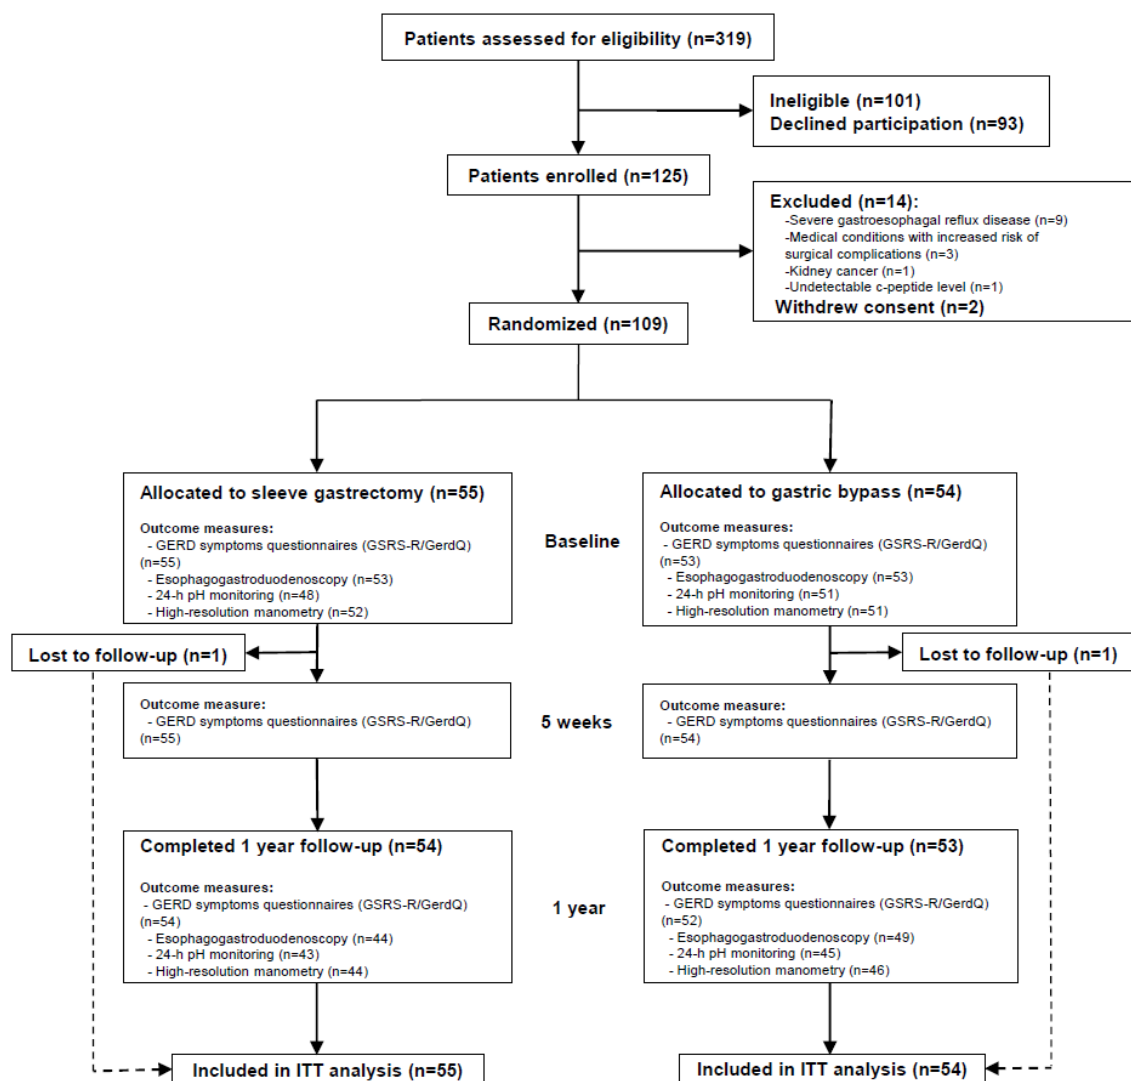 Patients assessed for eligibility (n=319)
Ineligible (n=101)
Declined participation (n=93)
Patients enrolled (n=125)
Excluded (n=14):
-Severe gastroesophagal reflux disease (n=9)
-Medical conditions with increased risk of
surgical complications (n=3)
-Kidney cancer (n=1)
-Undetectable c-peptide level (n=1)
Withdrew consent (n=2)
Randomized (n=109)
Allocated to sleeve gastrectomy (n=55)
Outcome measures:
- GERD symptoms questionnaires (GSRS-R/GerdQ)
(n=55)
- Esophagogastroduodenoscopy (n=53)
- 24-h pH monitoring (n=48)
- High-resolution manometry (n=52)
Baseline
Allocated to gastric bypass (n=54)
Outcome measures:
- GERD symptoms questionnaires (GSRS-R/GerdQ)
(n=53)
- Esophagogastroduodenoscopy (n=53)
- 24-h pH monitoring (n=51)
- High-resolution manometry (n=51)
Lost to follow-up (n=1)
Lost to follow-up (n=1)
Outcome measure:
- GERD symptoms questionnaires (GSRS-R/GerdQ)
(n=55)
5 weeks
Outcome measure:
- GERD symptoms questionnaires (GSRS-R/GerdQ)
(n=54)
Completed 1 year follow-up (n=54)
Outcome measures:
- GERD symptoms questionnaires (GSRS-R/GerdQ)
(n=54)
- Esophagogastroduodenoscopy (n=44)
- 24-h pH monitoring (n=43)
- High-resolution manometry (n=44)
1 year
Completed 1 year follow-up (n=53)
Outcome measures:
- GERD symptoms questionnaires (GSRS-R/GerdQ)
(n=52)
- Esophagogastroduodenoscopy (n=49)
- 24-h pH monitoring (n=45)
- High-resolution manometry (n=46)
Included in ITT analysis (n=55)
Included in ITT analysis (n=54)